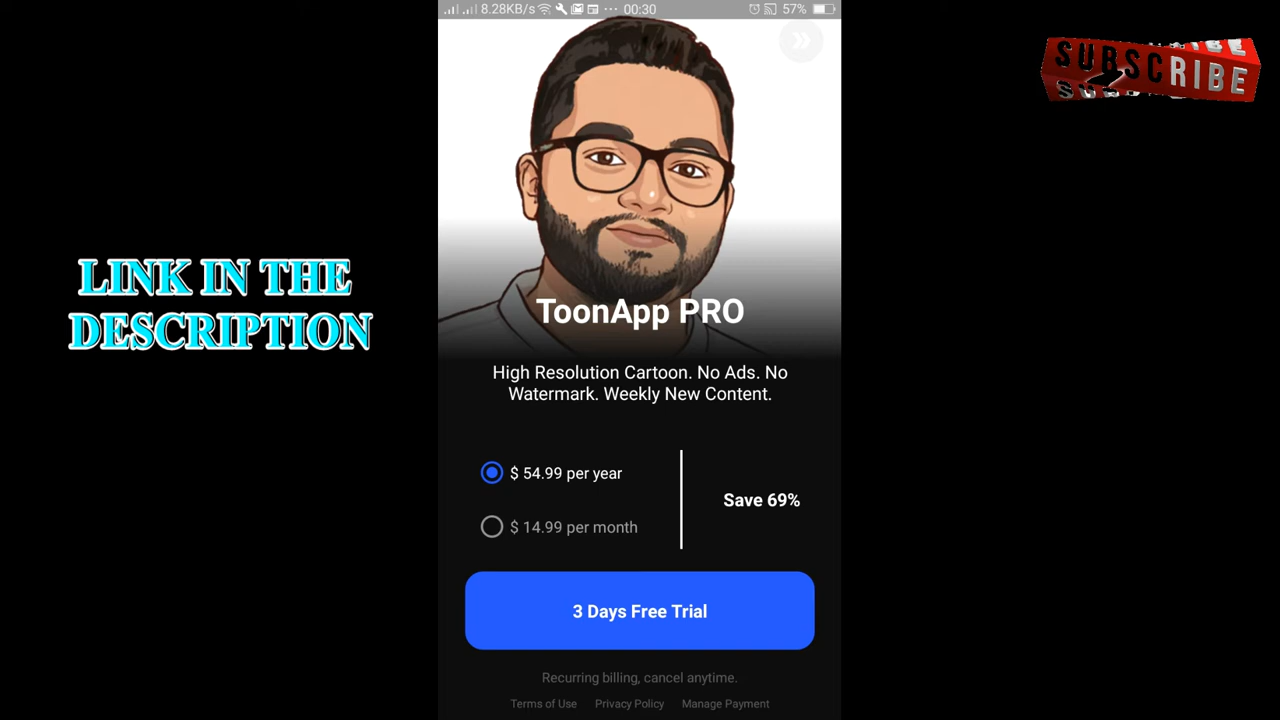 8.28KB/s ... 00:30 57%
SUBSCRIBE
LINK IN THE
DESCRIPTION
ToonApp PRO
High Resolution Cartoon. No Ads. No
Watermark. Weekly New Content.
$ 54.99 per year
Save 69%
$ 14.99 per month
3 Days Free Trial
Recurring billing, cancel anytime.
Terms of Use Privacy Policy Manage Payment